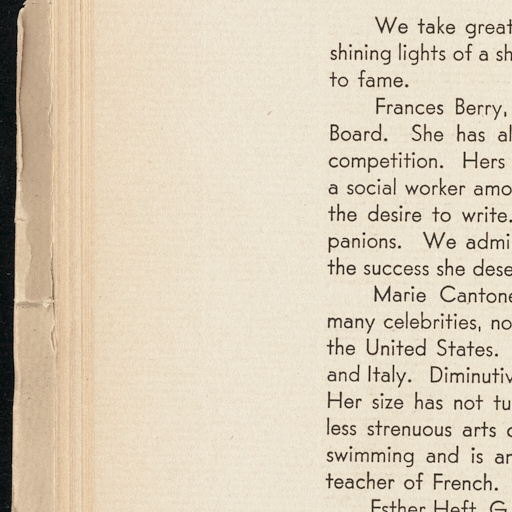 We take great
shining lights of a sh
to fame.
Frances Berry,
Board. She has al
competition. Hers
a social worker amo
the desire to write.
panions. We admi
the success she dese
Marie Cantone
many celebrities, no
the United States.
and Italy. Diminutiv
Her size has not tu
less strenuous arts
swimming and is an
teacher of French.
Esther Heft, G